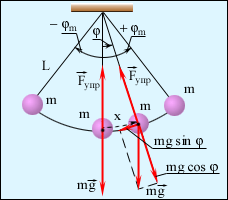 − φₘ
φ
+ φₘ
L
F⃗упр
F⃗упр
m
m
m
m
x
mg sin φ
mg cos φ
mg⃗
mg⃗